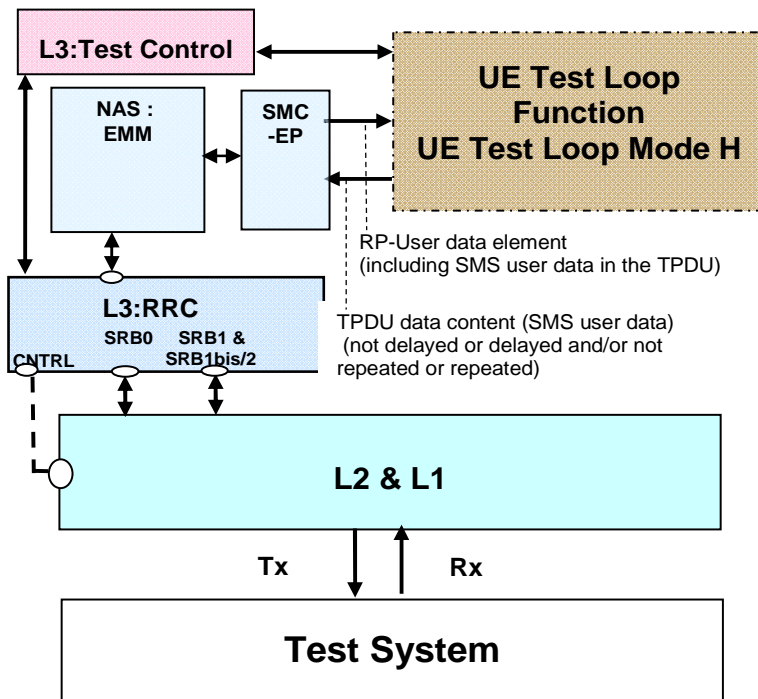 L3:Test Control
UE Test Loop
Function
UE Test Loop Mode H
NAS :
EMM
SMC
-EP
RP-User data element
(including SMS user data in the TPDU)
TPDU data content (SMS user data)
(not delayed or delayed and/or not
repeated or repeated)
L3:RRC
SRB0
SRB1 &
SRB1bis/2
CNTRL
L2 & L1
Tx
Rx
Test System